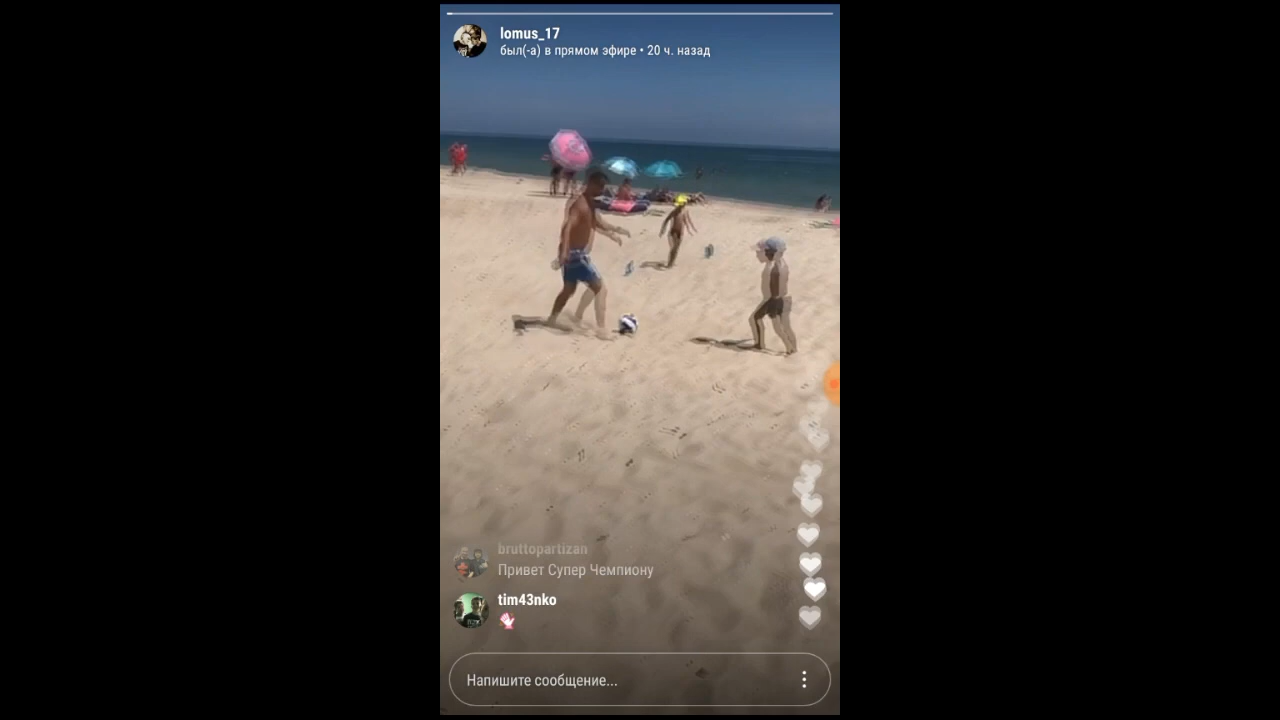 lomus_17
был(-а) в прямом эфире • 20 ч. назад
bruttopartizan
Привет Супер Чемпиону
tim43nko
Напишите сообщение...